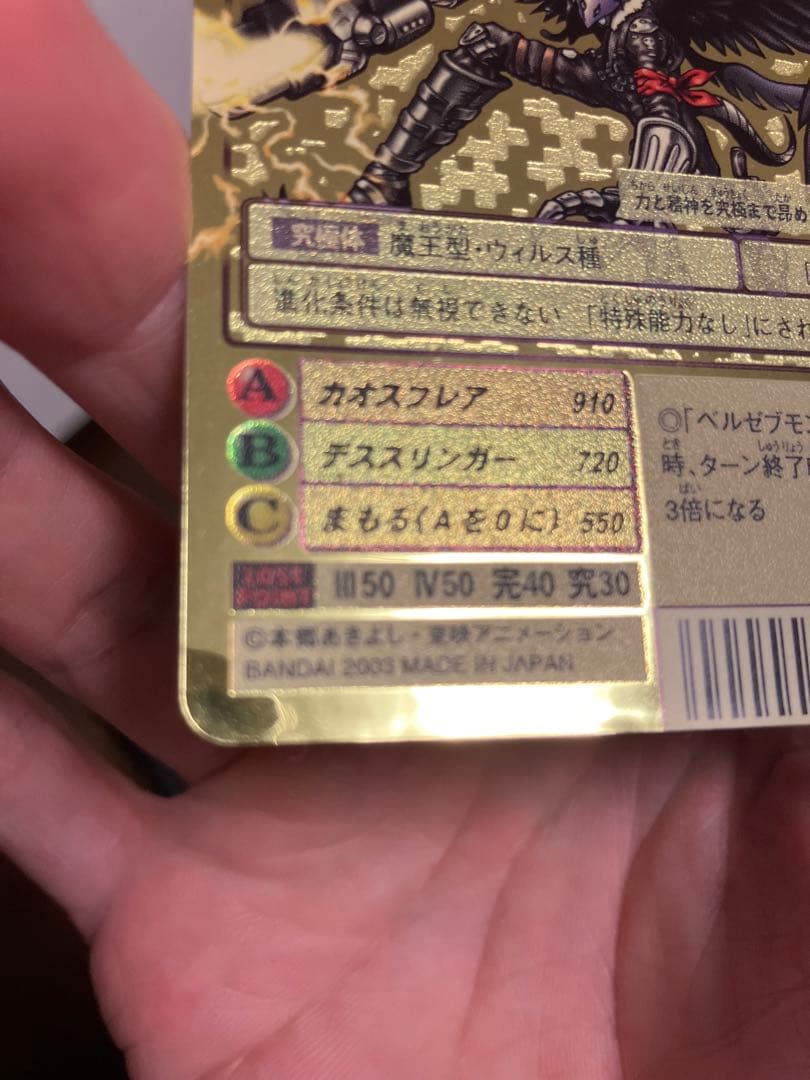 力と精神を究極まで昂め
究極体 魔王型・ウィルス種
進化条件は無視できない 「特殊能力なし」にされ
A カオスフレア 910
B デススリンガー 720
C まもる(Aを0に) 550
LOST POINT III50 IV50 完40 究30
◎「ベルゼブモン
時、ターン終了
3倍になる
©本郷あきよし・東映アニメーション
BANDAI 2003 MADE IN JAPAN